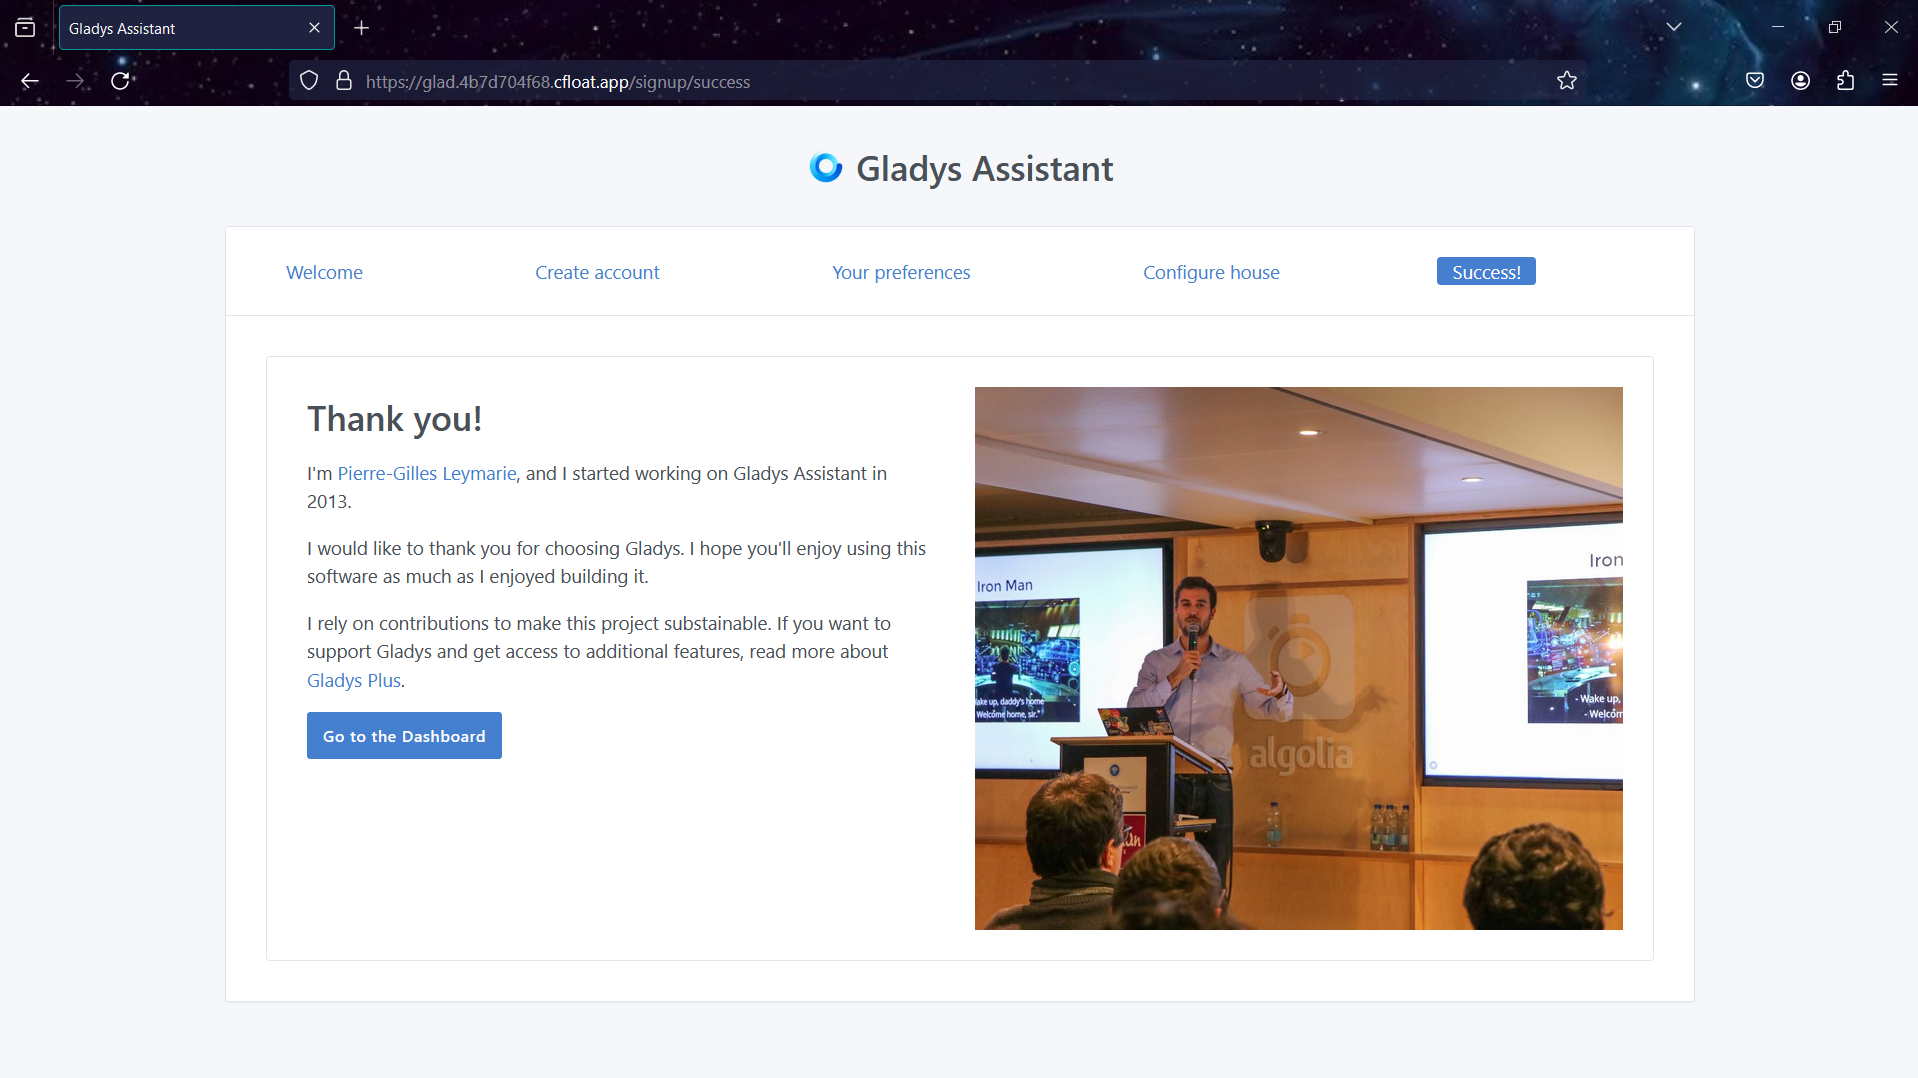 Gladys Assistant
https://glad.4b7d704f68.cfloat.app/signup/success
Gladys Assistant
Welcome
Create account
Your preferences
Configure house
Success!
Thank you!
I'm Pierre-Gilles Leymarie, and I started working on Gladys Assistant in
2013.
I would like to thank you for choosing Gladys. I hope you'll enjoy using this
software as much as I enjoyed building it.
I rely on contributions to make this project substainable. If you want to
support Gladys and get access to additional features, read more about
Gladys Plus.
Go to the Dashboard
Iron Man
Wake up, daddy's home
Welcome home, sir.
algolia
Iron
- Wake up,
- Welcom